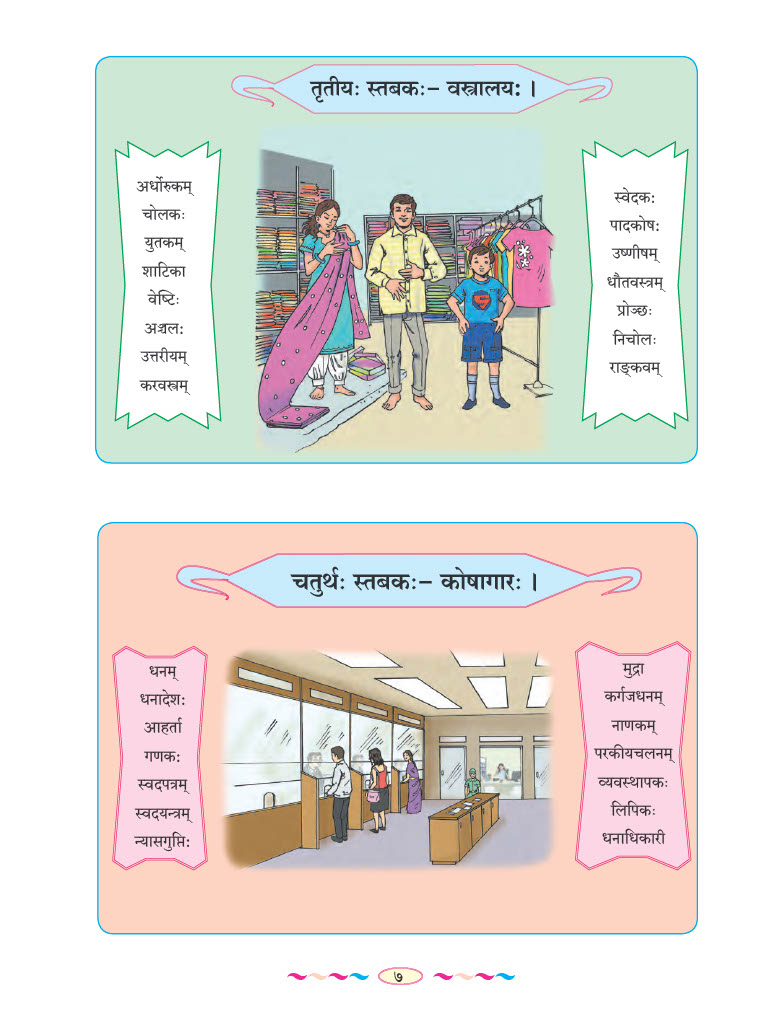 तृतीयः स्तबकः– वस्त्रालयः ।
अर्धोरुकम्
चोलकः
युतकम्
शाटिका
वेष्टिः
अञ्चलः
उत्तरीयम्
करवस्त्रम्
स्वेदकः
पादकोषः
उष्णीषम्
धौतवस्त्रम्
प्रोञ्छः
निचोलः
राङ्कवम्
चतुर्थः स्तबकः– कोषागारः ।
धनम्
धनादेशः
आहर्ता
गणकः
स्वदपत्रम्
स्वदयन्त्रम्
न्यासगुप्तिः
मुद्रा
कर्गजधनम्
नाणकम्
परकीयचलनम्
व्यवस्थापकः
लिपिकः
धनाधिकारी
७